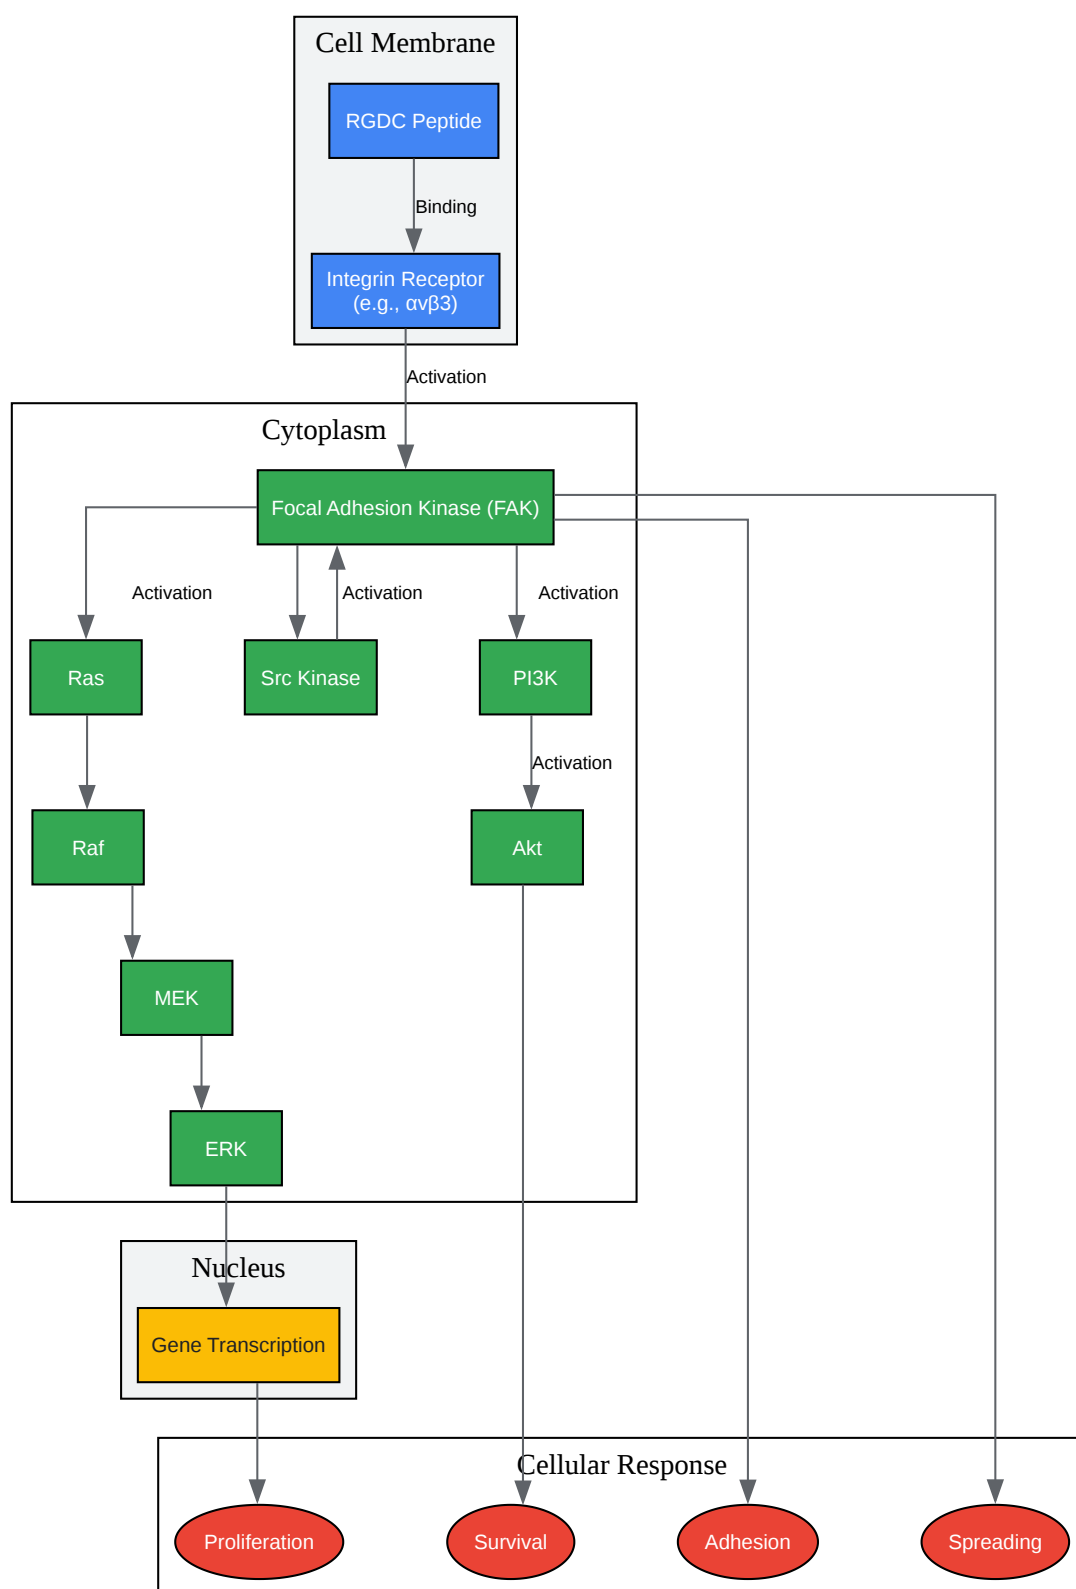 Cell Membrane
RGDC Peptide
Binding
Integrin Receptor
(e.g., αvβ3)
Activation
Cytoplasm
Focal Adhesion Kinase (FAK)
Activation
Activation
Activation
Ras
Src Kinase
PI3K
Activation
Raf
Akt
MEK
ERK
Nucleus
Gene Transcription
Cellular Response
Proliferation
Survival
Adhesion
Spreading